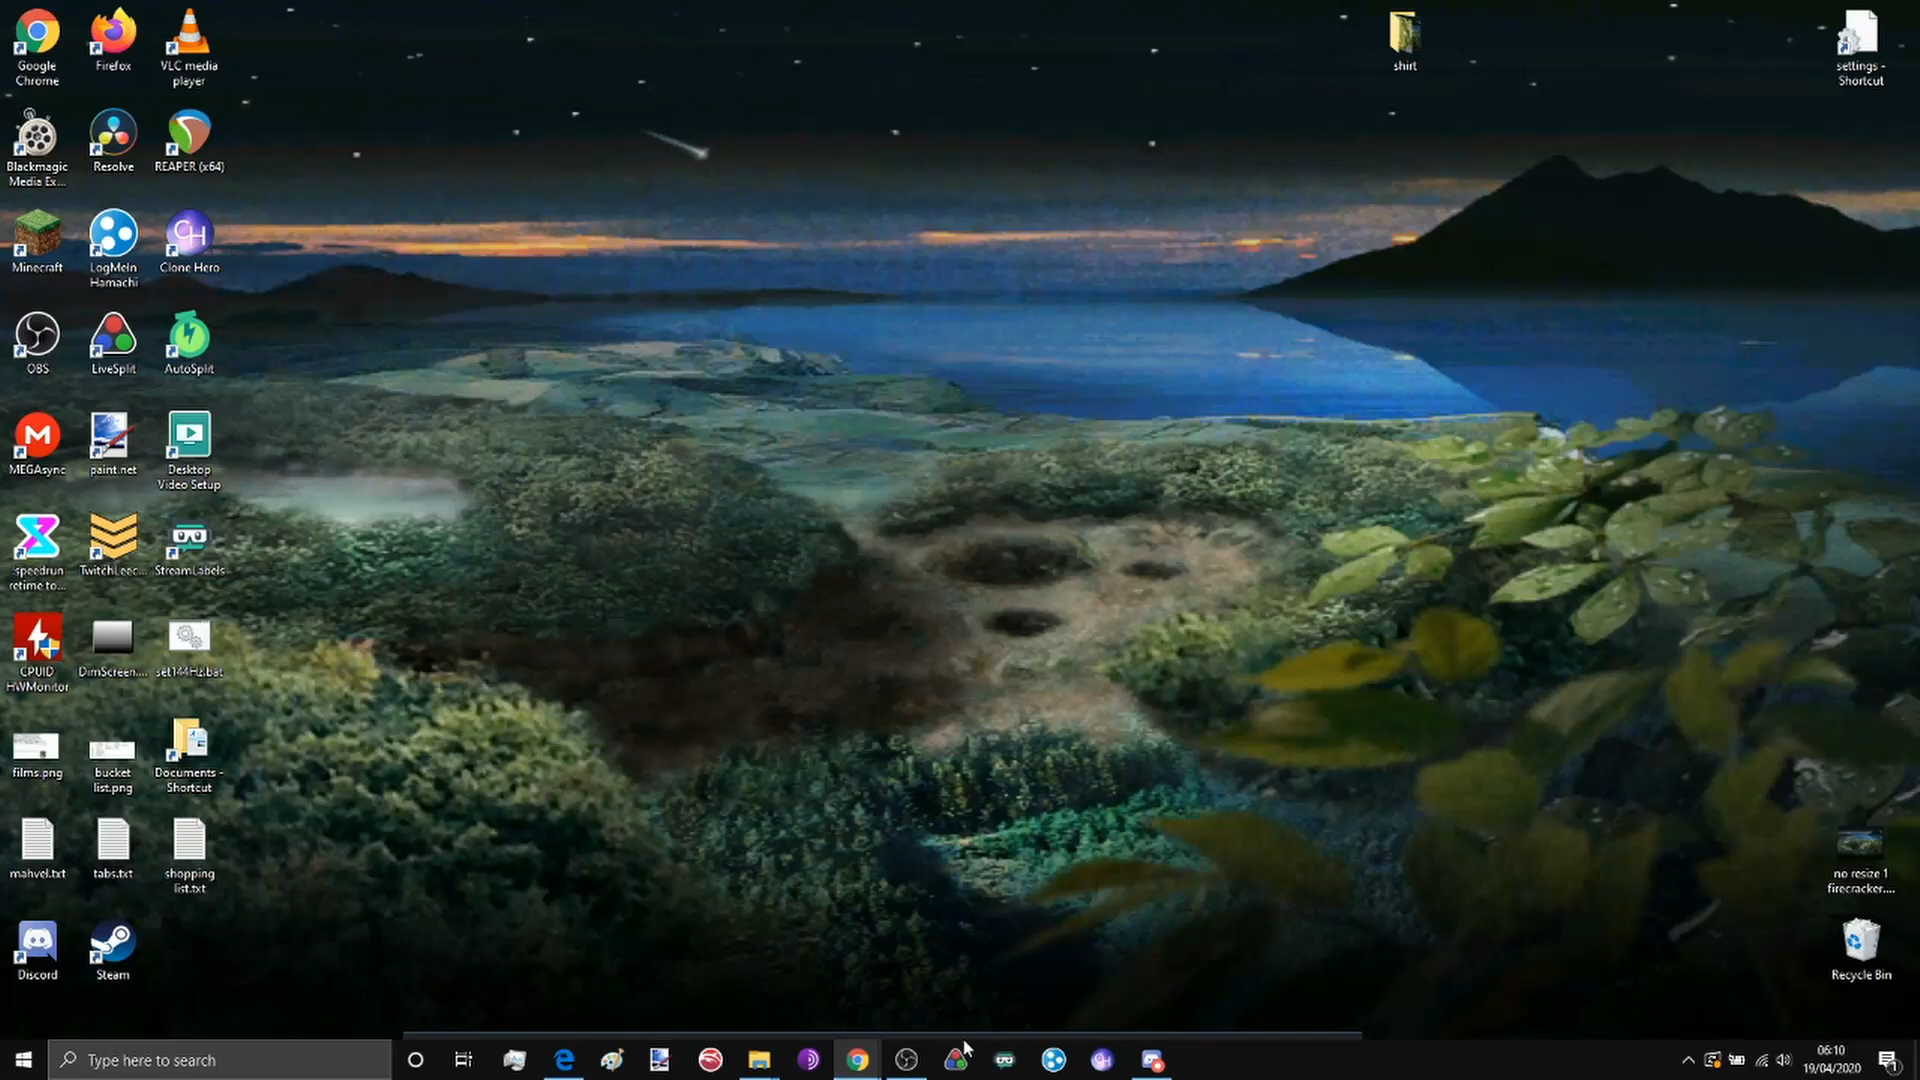 Google
Chrome
Firefox
VLC media
player
shirt
settings -
Shortcut
Blackmagic
Media Ex...
Resolve
REAPER (x64)
Minecraft
LogMeIn
Hamachi
CH
Clone Hero
OBS
LiveSplit
AutoSplit
M
MEGAsync
paint.net
Desktop
Video Setup
speedrun
retime to...
TwitchLeec...
StreamLabels
CPUID
HWMonitor
DimScreen....
set144Hz.bat
films.png
bucket
list.png
Documents -
Shortcut
mahvel.txt
tabs.txt
shopping
list.txt
no resize 1
firecracker....
Discord
Steam
Recycle Bin
Type here to search
06:10
19/04/2020
1